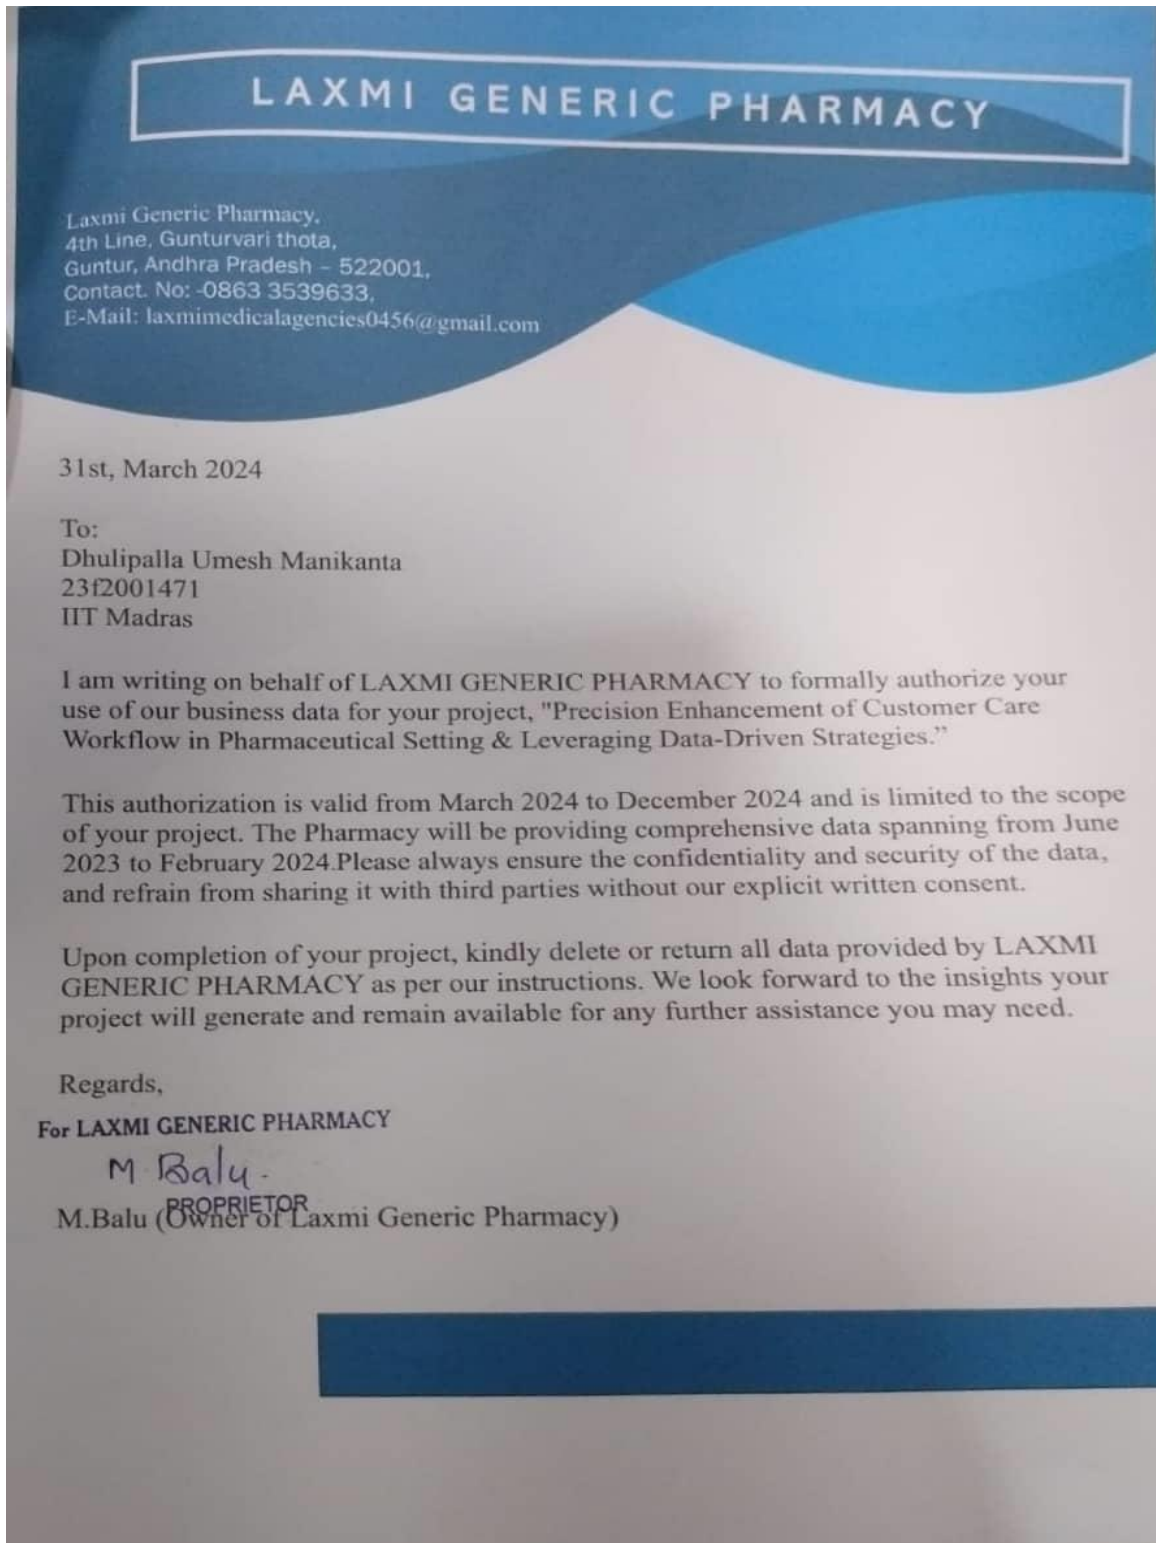 LAXMI GENERIC PHARMACY
Laxmi Generic Pharmacy,
4th Line, Gunturvari thota,
Guntur, Andhra Pradesh – 522001,
Contact. No: -0863 3539633,
E-Mail: laxmimedicalagencies0456@gmail.com
31st, March 2024
To:
Dhulipalla Umesh Manikanta
23f2001471
IIT Madras
I am writing on behalf of LAXMI GENERIC PHARMACY to formally authorize your
use of our business data for your project, "Precision Enhancement of Customer Care
Workflow in Pharmaceutical Setting & Leveraging Data-Driven Strategies.”
This authorization is valid from March 2024 to December 2024 and is limited to the scope
of your project. The Pharmacy will be providing comprehensive data spanning from June
2023 to February 2024.Please always ensure the confidentiality and security of the data,
and refrain from sharing it with third parties without our explicit written consent.
Upon completion of your project, kindly delete or return all data provided by LAXMI
GENERIC PHARMACY as per our instructions. We look forward to the insights your
project will generate and remain available for any further assistance you may need.
Regards,
For LAXMI GENERIC PHARMACY
M Balu.
PROPRIETOR
M.Balu (Owner of Laxmi Generic Pharmacy)